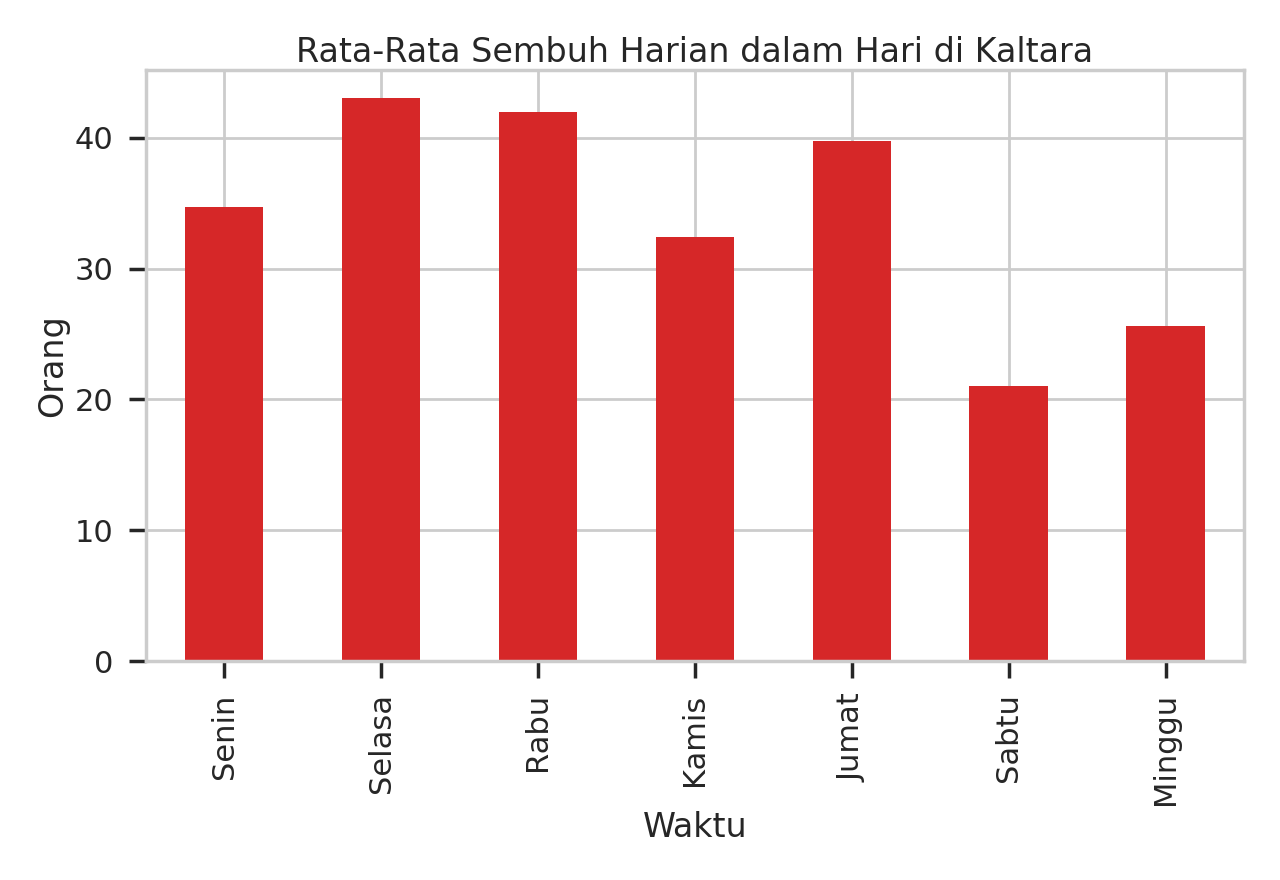 Rata-Rata Sembuh Harian dalam Hari di Kaltara
Orang
40
30
20
10
0
Senin
Selasa
Rabu
Kamis
Jumat
Sabtu
Minggu
Waktu